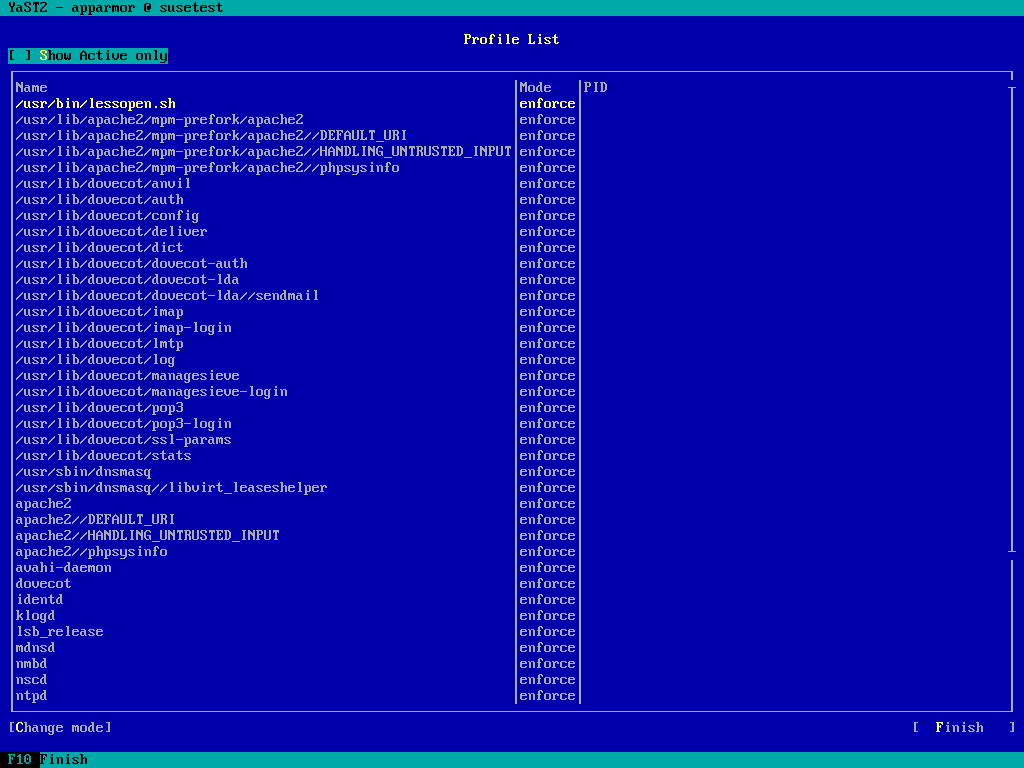 YaST2 - apparmor @ susetest
Profile List
[ ] Show Active only
Name Mode PID
/usr/bin/lessopen.sh enforce
/usr/lib/apache2/mpm-prefork/apache2 enforce
/usr/lib/apache2/mpm-prefork/apache2//DEFAULT_URI enforce
/usr/lib/apache2/mpm-prefork/apache2//HANDLING_UNTRUSTED_INPUT enforce
/usr/lib/apache2/mpm-prefork/apache2//phpsysinfo enforce
/usr/lib/dovecot/anvil enforce
/usr/lib/dovecot/auth enforce
/usr/lib/dovecot/config enforce
/usr/lib/dovecot/deliver enforce
/usr/lib/dovecot/dict enforce
/usr/lib/dovecot/dovecot-auth enforce
/usr/lib/dovecot/dovecot-lda enforce
/usr/lib/dovecot/dovecot-lda//sendmail enforce
/usr/lib/dovecot/imap enforce
/usr/lib/dovecot/imap-login enforce
/usr/lib/dovecot/lmtp enforce
/usr/lib/dovecot/log enforce
/usr/lib/dovecot/managesieve enforce
/usr/lib/dovecot/managesieve-login enforce
/usr/lib/dovecot/pop3 enforce
/usr/lib/dovecot/pop3-login enforce
/usr/lib/dovecot/ssl-params enforce
/usr/lib/dovecot/stats enforce
/usr/sbin/dnsmasq enforce
/usr/sbin/dnsmasq//libvirt_leaseshelper enforce
apache2 enforce
apache2//DEFAULT_URI enforce
apache2//HANDLING_UNTRUSTED_INPUT enforce
apache2//phpsysinfo enforce
avahi-daemon enforce
dovecot enforce
identd enforce
klogd enforce
lsb_release enforce
mdnsd enforce
nmbd enforce
nscd enforce
ntpd enforce
[Change mode] [ Finish ]
F10 Finish